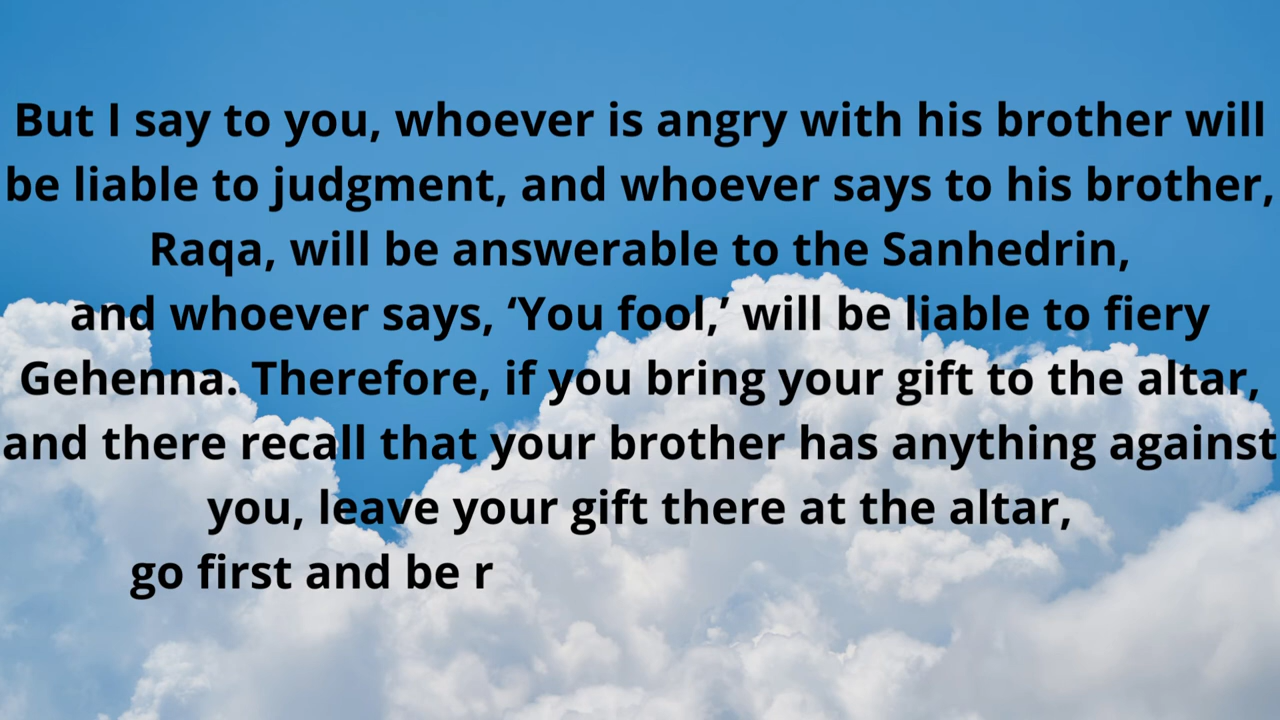 But I say to you, whoever is angry with his brother will
be liable to judgment, and whoever says to his brother,
Raqa, will be answerable to the Sanhedrin,
and whoever says, ‘You fool,’ will be liable to fiery
Gehenna. Therefore, if you bring your gift to the altar,
and there recall that your brother has anything against
you, leave your gift there at the altar,
go first and be r